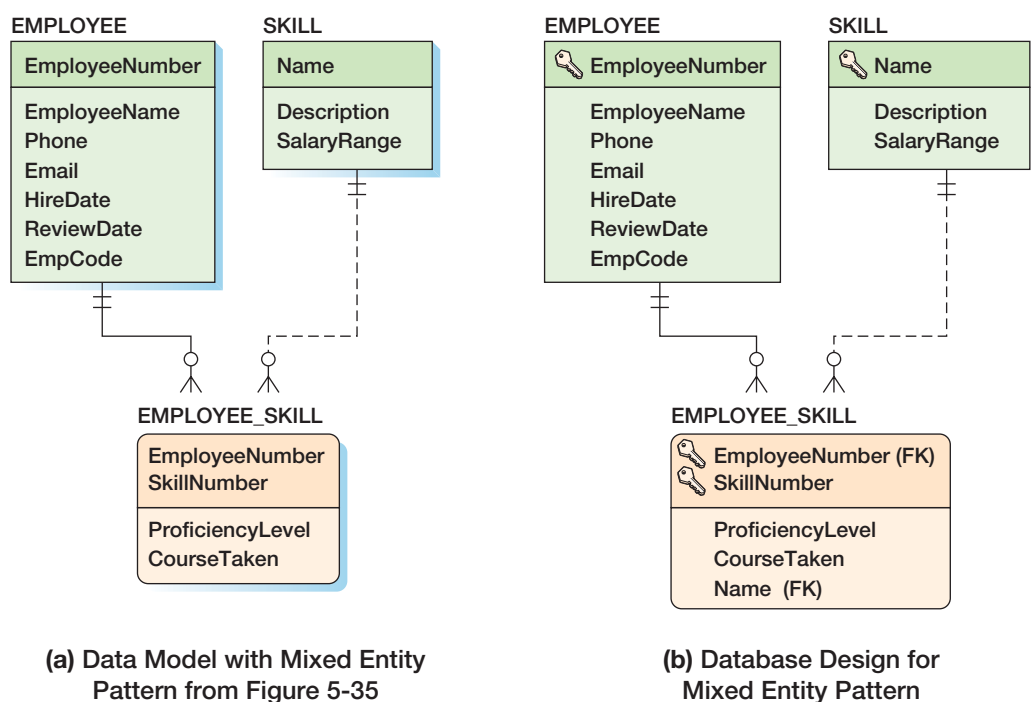 EMPLOYEE
EmployeeNumber
EmployeeName
Phone
Email
HireDate
ReviewDate
EmpCode
SKILL
Name
Description
SalaryRange
EMPLOYEE_SKILL
EmployeeNumber
SkillNumber
ProficiencyLevel
CourseTaken
(a) Data Model with Mixed Entity
Pattern from Figure 5-35
EMPLOYEE
EmployeeNumber
EmployeeName
Phone
Email
HireDate
ReviewDate
EmpCode
SKILL
Name
Description
SalaryRange
EMPLOYEE_SKILL
EmployeeNumber (FK)
SkillNumber
ProficiencyLevel
CourseTaken
Name (FK)
(b) Database Design for
Mixed Entity Pattern